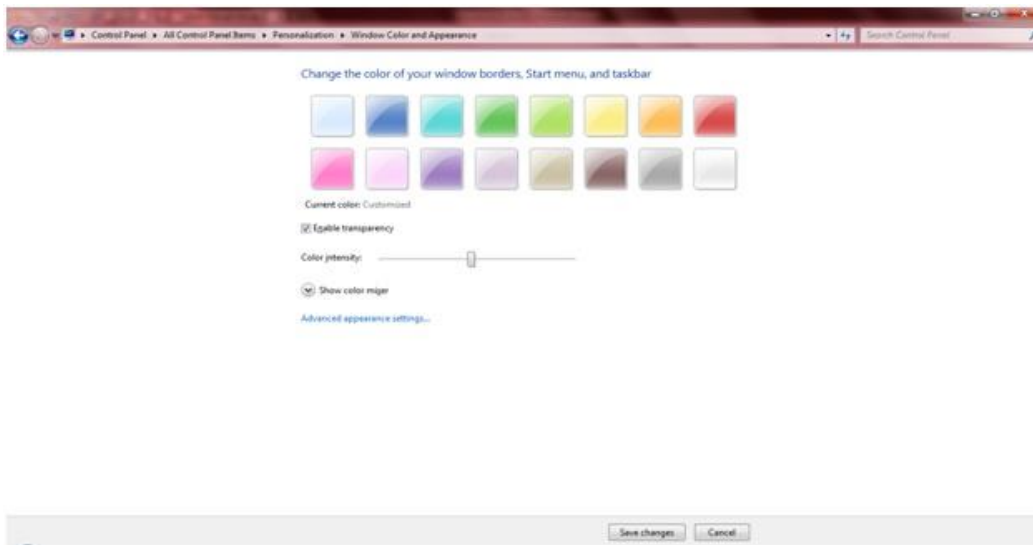 Control Panel ▸ All Control Panel Items ▸ Personalization ▸ Window Color and Appearance
Search Control Panel
Change the color of your window borders, Start menu, and taskbar
Current color: Customized
Enable transparency
Color intensity:
Show color mixer
Advanced appearance settings...
Save changes
Cancel